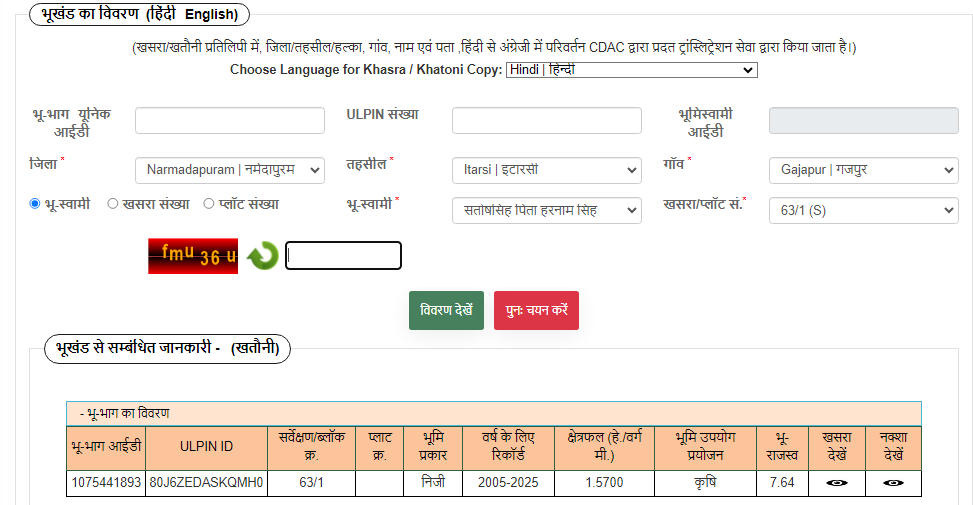 भूखंड का विवरण (हिंदी English)
(खसरा/खतौनी प्रतिलिपी में, जिला/तहसील/हल्का, गांव, नाम एवं पता ,हिंदी से अंग्रेजी में परिवर्तन CDAC द्वारा प्रदत ट्रांस्लिट्रेशन सेवा द्वारा किया जाता है।)
Choose Language for Khasra / Khatoni Copy: Hindi | हिन्दी
भू-भाग यूनिक आईडी ULPIN संख्या भूमिस्वामी आईडी
जिला * Narmadapuram | नर्मदापुरम तहसील * Itarsi | इटारसी गाँव * Gajapur | गजपुर
भू-स्वामी खसरा संख्या प्लॉट संख्या भू-स्वामी * संतोषसिंह पिता हरनाम सिंह खसरा/प्लॉट सं.* 63/1 (S)
fmu 36 u
विवरण देखें पुनः चयन करें
भूखंड से सम्बंधित जानकारी - (खतौनी)
- भू-भाग का विवरण
भू-भाग आईडी ULPIN ID सर्वेक्षण/ब्लॉक क्र. प्लाट क्र. भूमि प्रकार वर्ष के लिए रिकॉर्ड क्षेत्रफल (हे./वर्ग मी.) भूमि उपयोग प्रयोजन भू-राजस्व खसरा देखें नक्शा देखें
1075441893 80J6ZEDASKQMH0 63/1 निजी 2005-2025 1.5700 कृषि 7.64